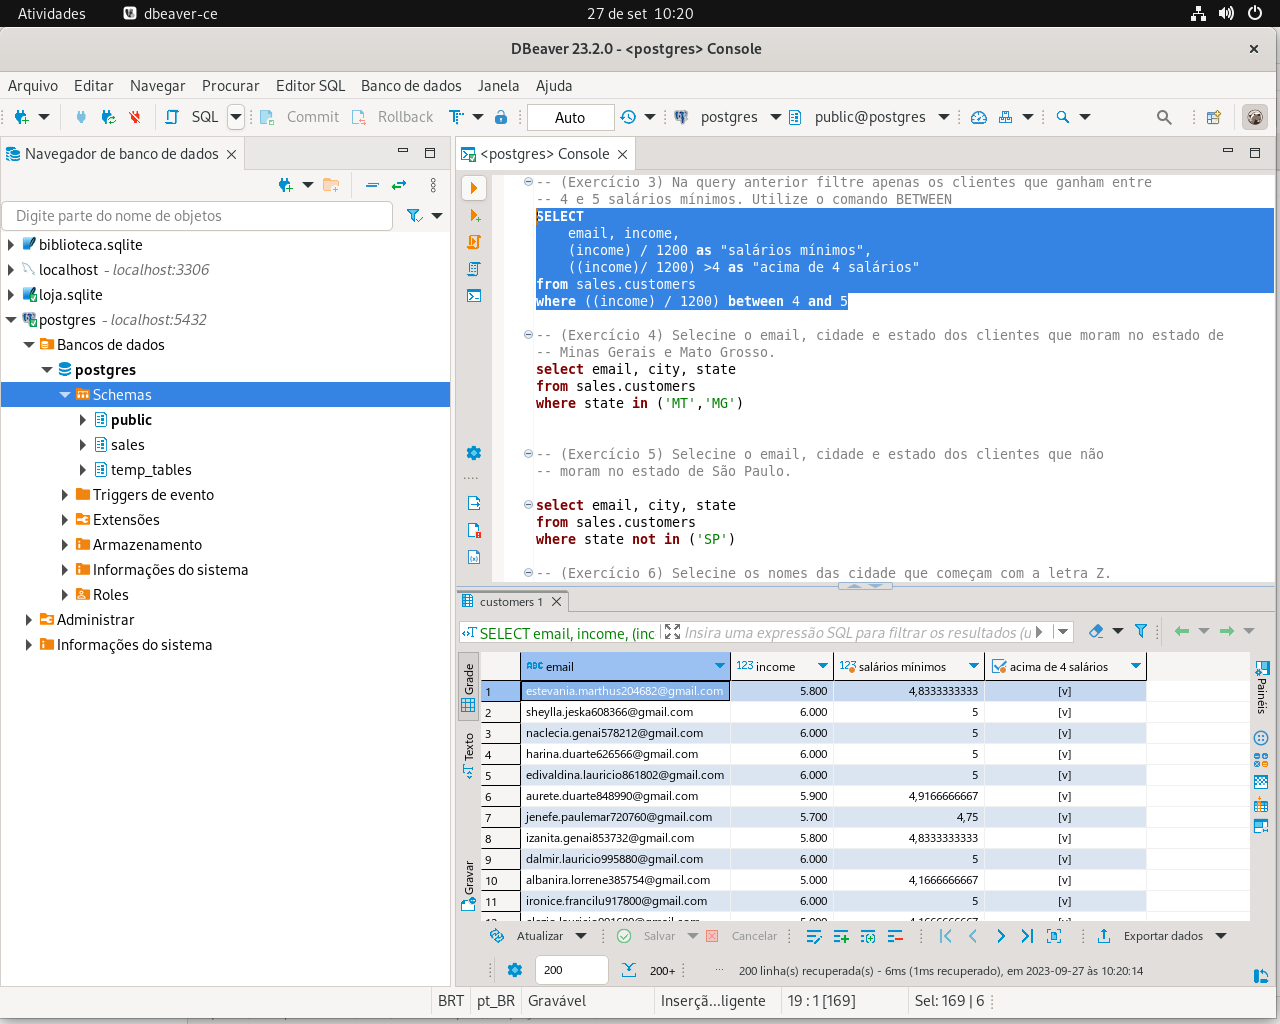 Atividades
dbeaver-ce
27 de set 10:20
DBeaver 23.2.0 - <postgres> Console
Arquivo Editar Navegar Procurar Editor SQL Banco de dados Janela Ajuda
SQL Commit Rollback Auto postgres public@postgres
Navegador de banco de dados
Digite parte do nome de objetos
biblioteca.sqlite
localhost - localhost:3306
loja.sqlite
postgres - localhost:5432
Bancos de dados
postgres
Schemas
public
sales
temp_tables
Triggers de evento
Extensões
Armazenamento
Informações do sistema
Roles
Administrar
Informações do sistema
<postgres> Console
-- (Exercício 3) Na query anterior filtre apenas os clientes que ganham entre
-- 4 e 5 salários mínimos. Utilize o comando BETWEEN
SELECT
email, income,
(income) / 1200 as "salários mínimos",
((income)/ 1200) >4 as "acima de 4 salários"
from sales.customers
where ((income) / 1200) between 4 and 5
-- (Exercício 4) Selecine o email, cidade e estado dos clientes que moram no estado de
-- Minas Gerais e Mato Grosso.
select email, city, state
from sales.customers
where state in ('MT','MG')
-- (Exercício 5) Selecine o email, cidade e estado dos clientes que não
-- moram no estado de São Paulo.
select email, city, state
from sales.customers
where state not in ('SP')
-- (Exercício 6) Selecine os nomes das cidade que começam com a letra Z.
customers 1
SELECT email, income, (inc
Insira uma expressão SQL para filtrar os resultados (u
Grade
Texto
Gravar
Painéis
ABC email 123 income 123 salários mínimos acima de 4 salários
1 estevania.marthus204682@gmail.com 5.800 4,8333333333 [v]
2 sheylla.jeska608366@gmail.com 6.000 5 [v]
3 naclecia.genai578212@gmail.com 6.000 5 [v]
4 harina.duarte626566@gmail.com 6.000 5 [v]
5 edivaldina.lauricio861802@gmail.com 6.000 5 [v]
6 aurete.duarte848990@gmail.com 5.900 4,9166666667 [v]
7 jenefe.paulemar720760@gmail.com 5.700 4,75 [v]
8 izanita.genai853732@gmail.com 5.800 4,8333333333 [v]
9 dalmir.lauricio995880@gmail.com 6.000 5 [v]
10 albanira.lorrene385754@gmail.com 5.000 4,1666666667 [v]
11 ironice.francilu917800@gmail.com 6.000 5 [v]
Atualizar Salvar Cancelar Exportar dados
200 200+ 200 linha(s) recuperada(s) - 6ms (1ms recuperado), em 2023-09-27 às 10:20:14
BRT pt_BR Gravável Inserçã...ligente 19 : 1 [169] Sel: 169 | 6